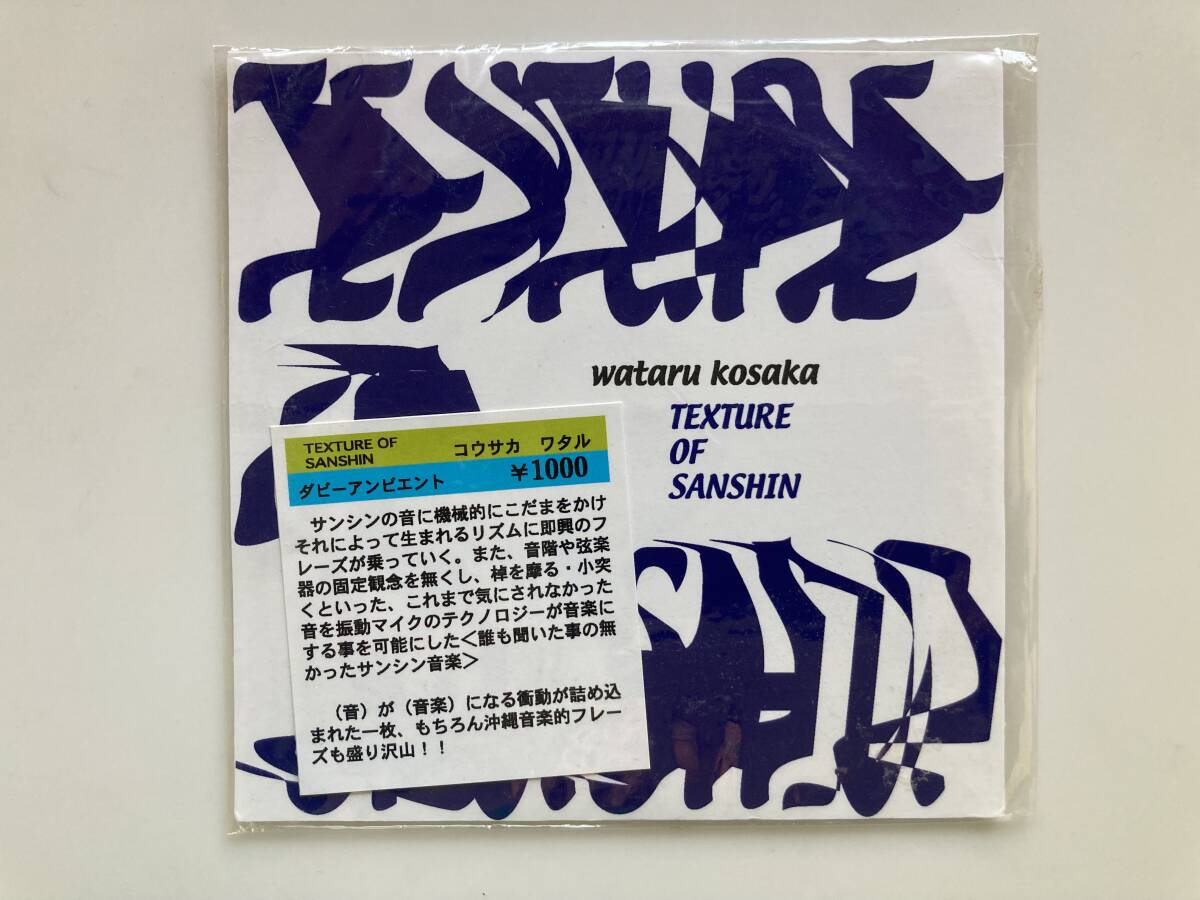 TEXTURE
OF
SANSHIN
wataru kosaka
TEXTURE
OF
SANSHIN
TEXTURE OF
SANSHIN
コウサカ ワタル
ダビーアンビエント
¥1000
サンシンの音に機械的にこだまをかけ
それによって生まれるリズムに即興のフ
レーズが乗っていく。また、音階や弦楽
器の固定観念を無くし、棹を摩る・小突
くといった、これまで気にされなかった
音を振動マイクのテクノロジーが音楽に
する事を可能にした<誰も聞いた事の無
かったサンシン音楽>
（音）が（音楽）になる衝動が詰め込
まれた一枚、もちろん沖縄音楽的フレー
ズも盛り沢山！！